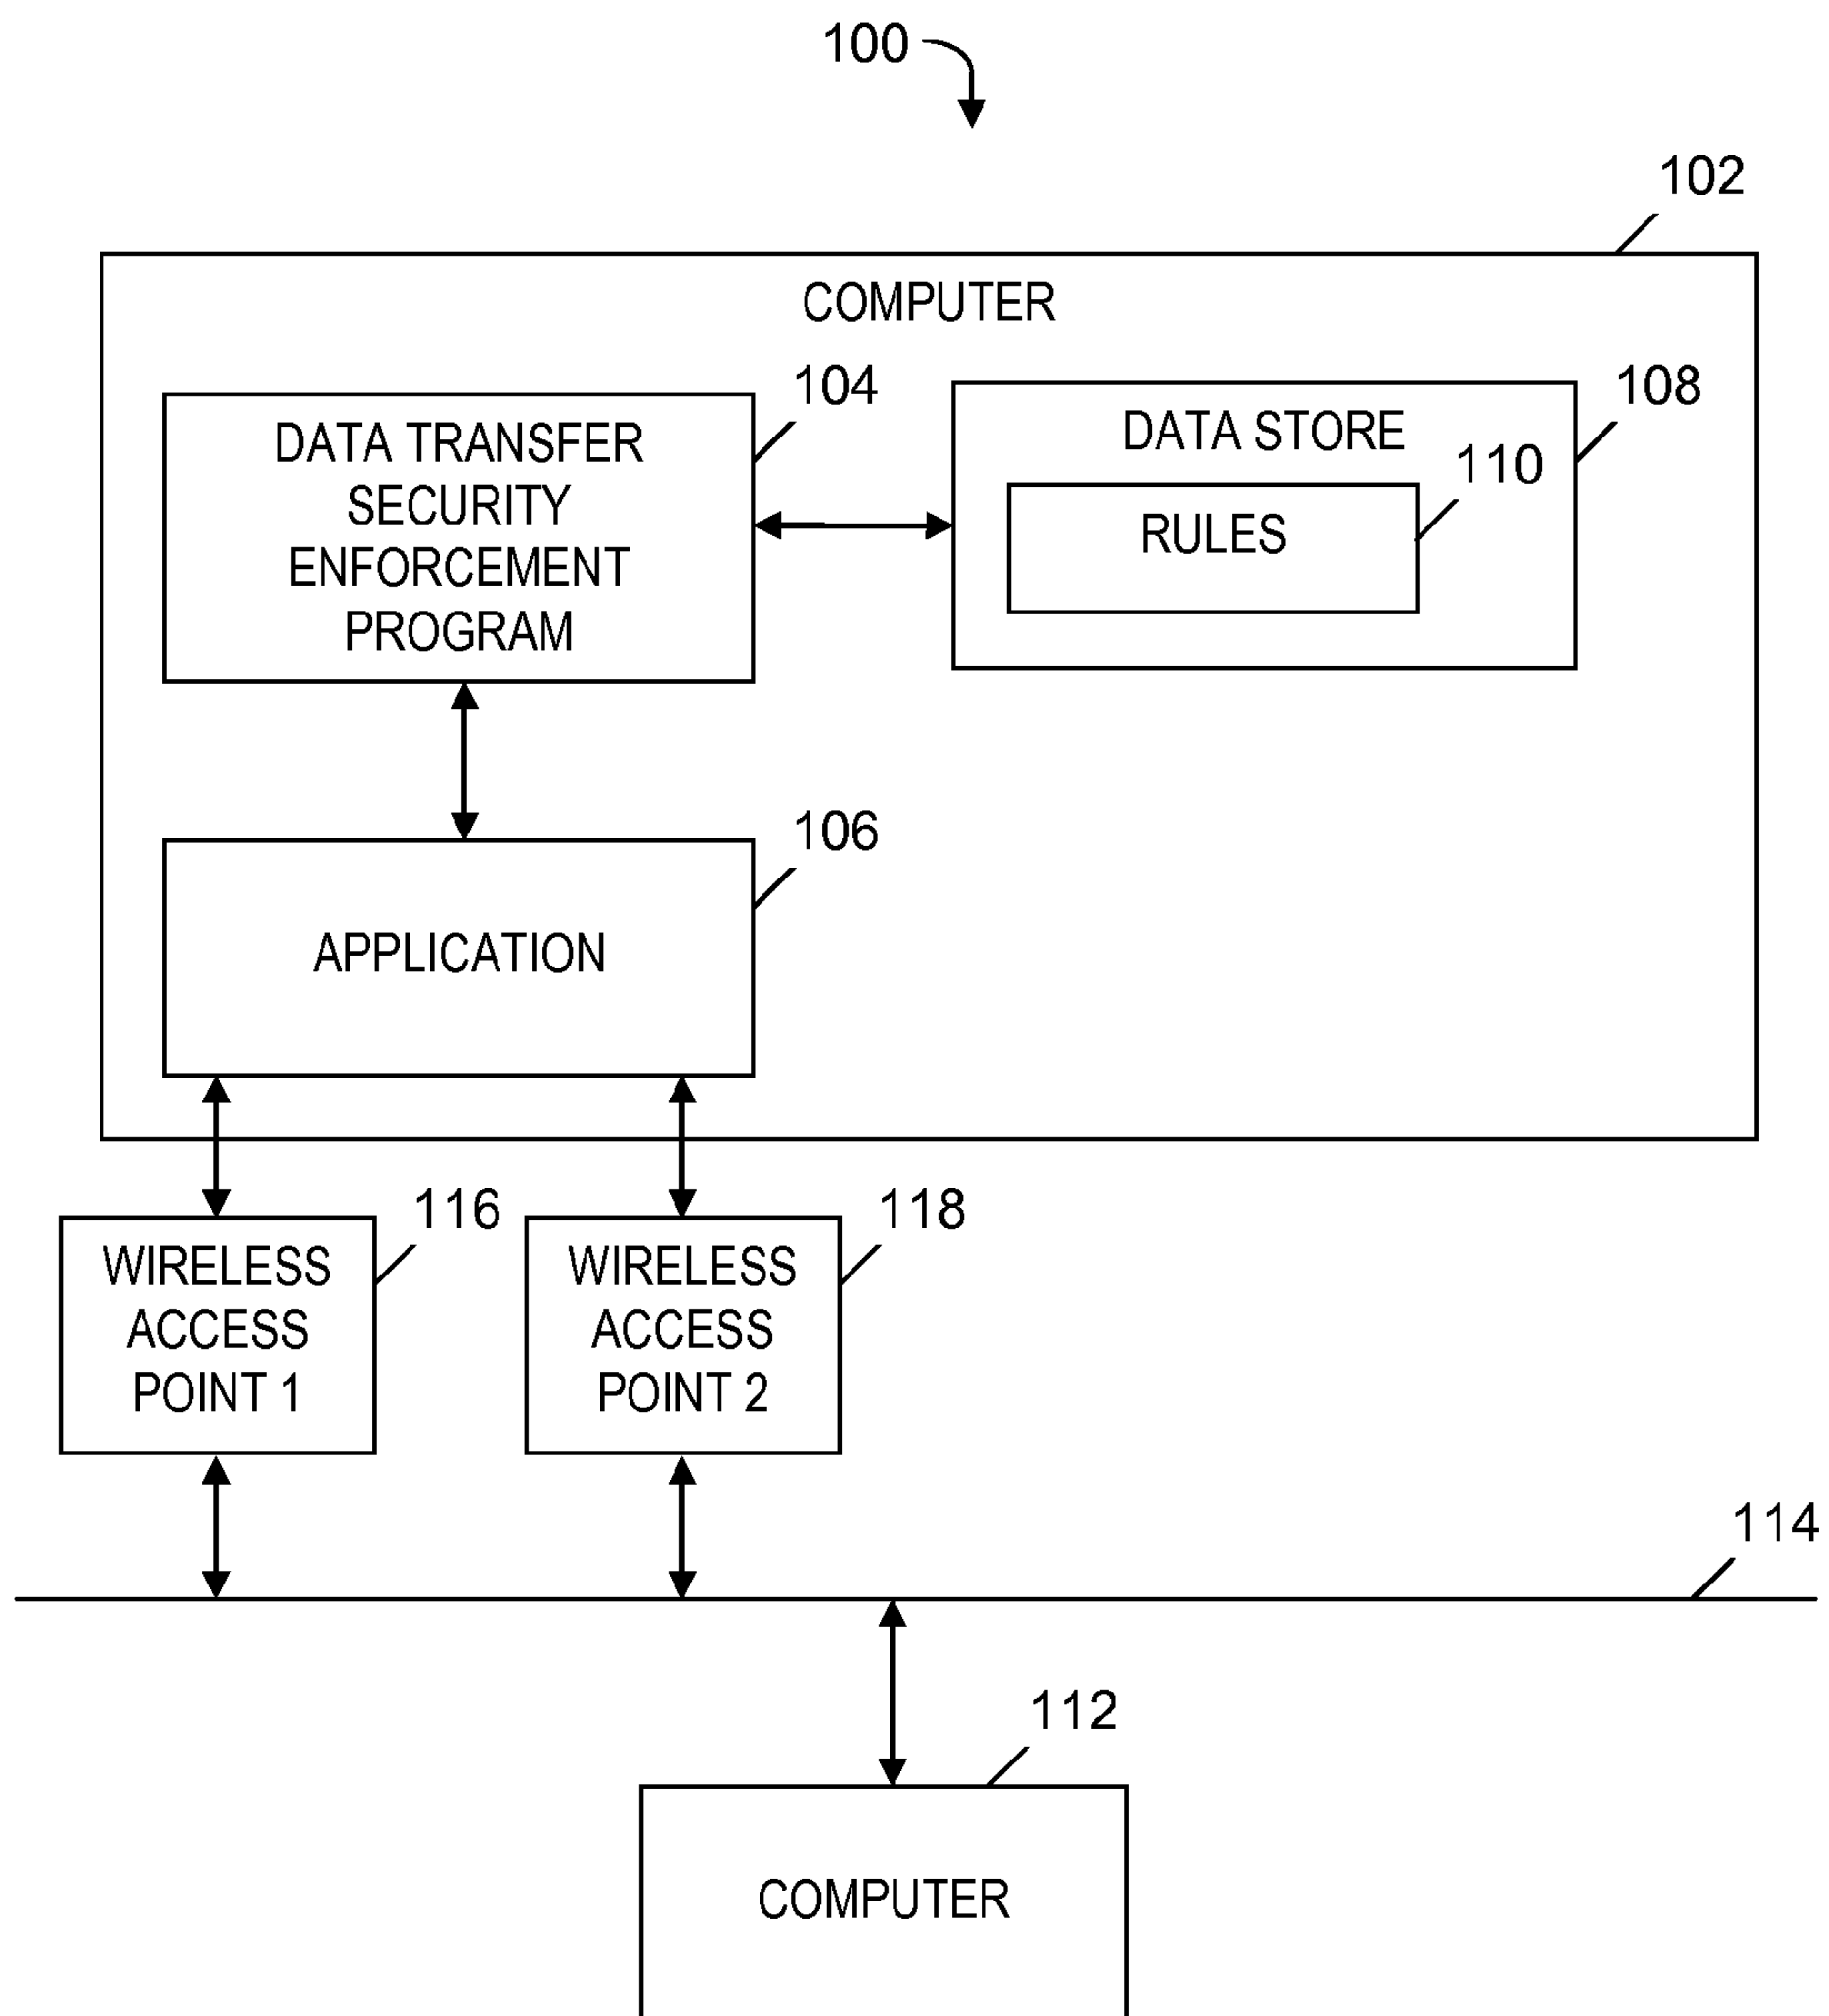 100
102
COMPUTER
104
108
DATA TRANSFER
SECURITY
ENFORCEMENT
PROGRAM
DATA STORE
110
RULES
106
APPLICATION
116
118
WIRELESS
ACCESS
POINT 1
WIRELESS
ACCESS
POINT 2
114
112
COMPUTER